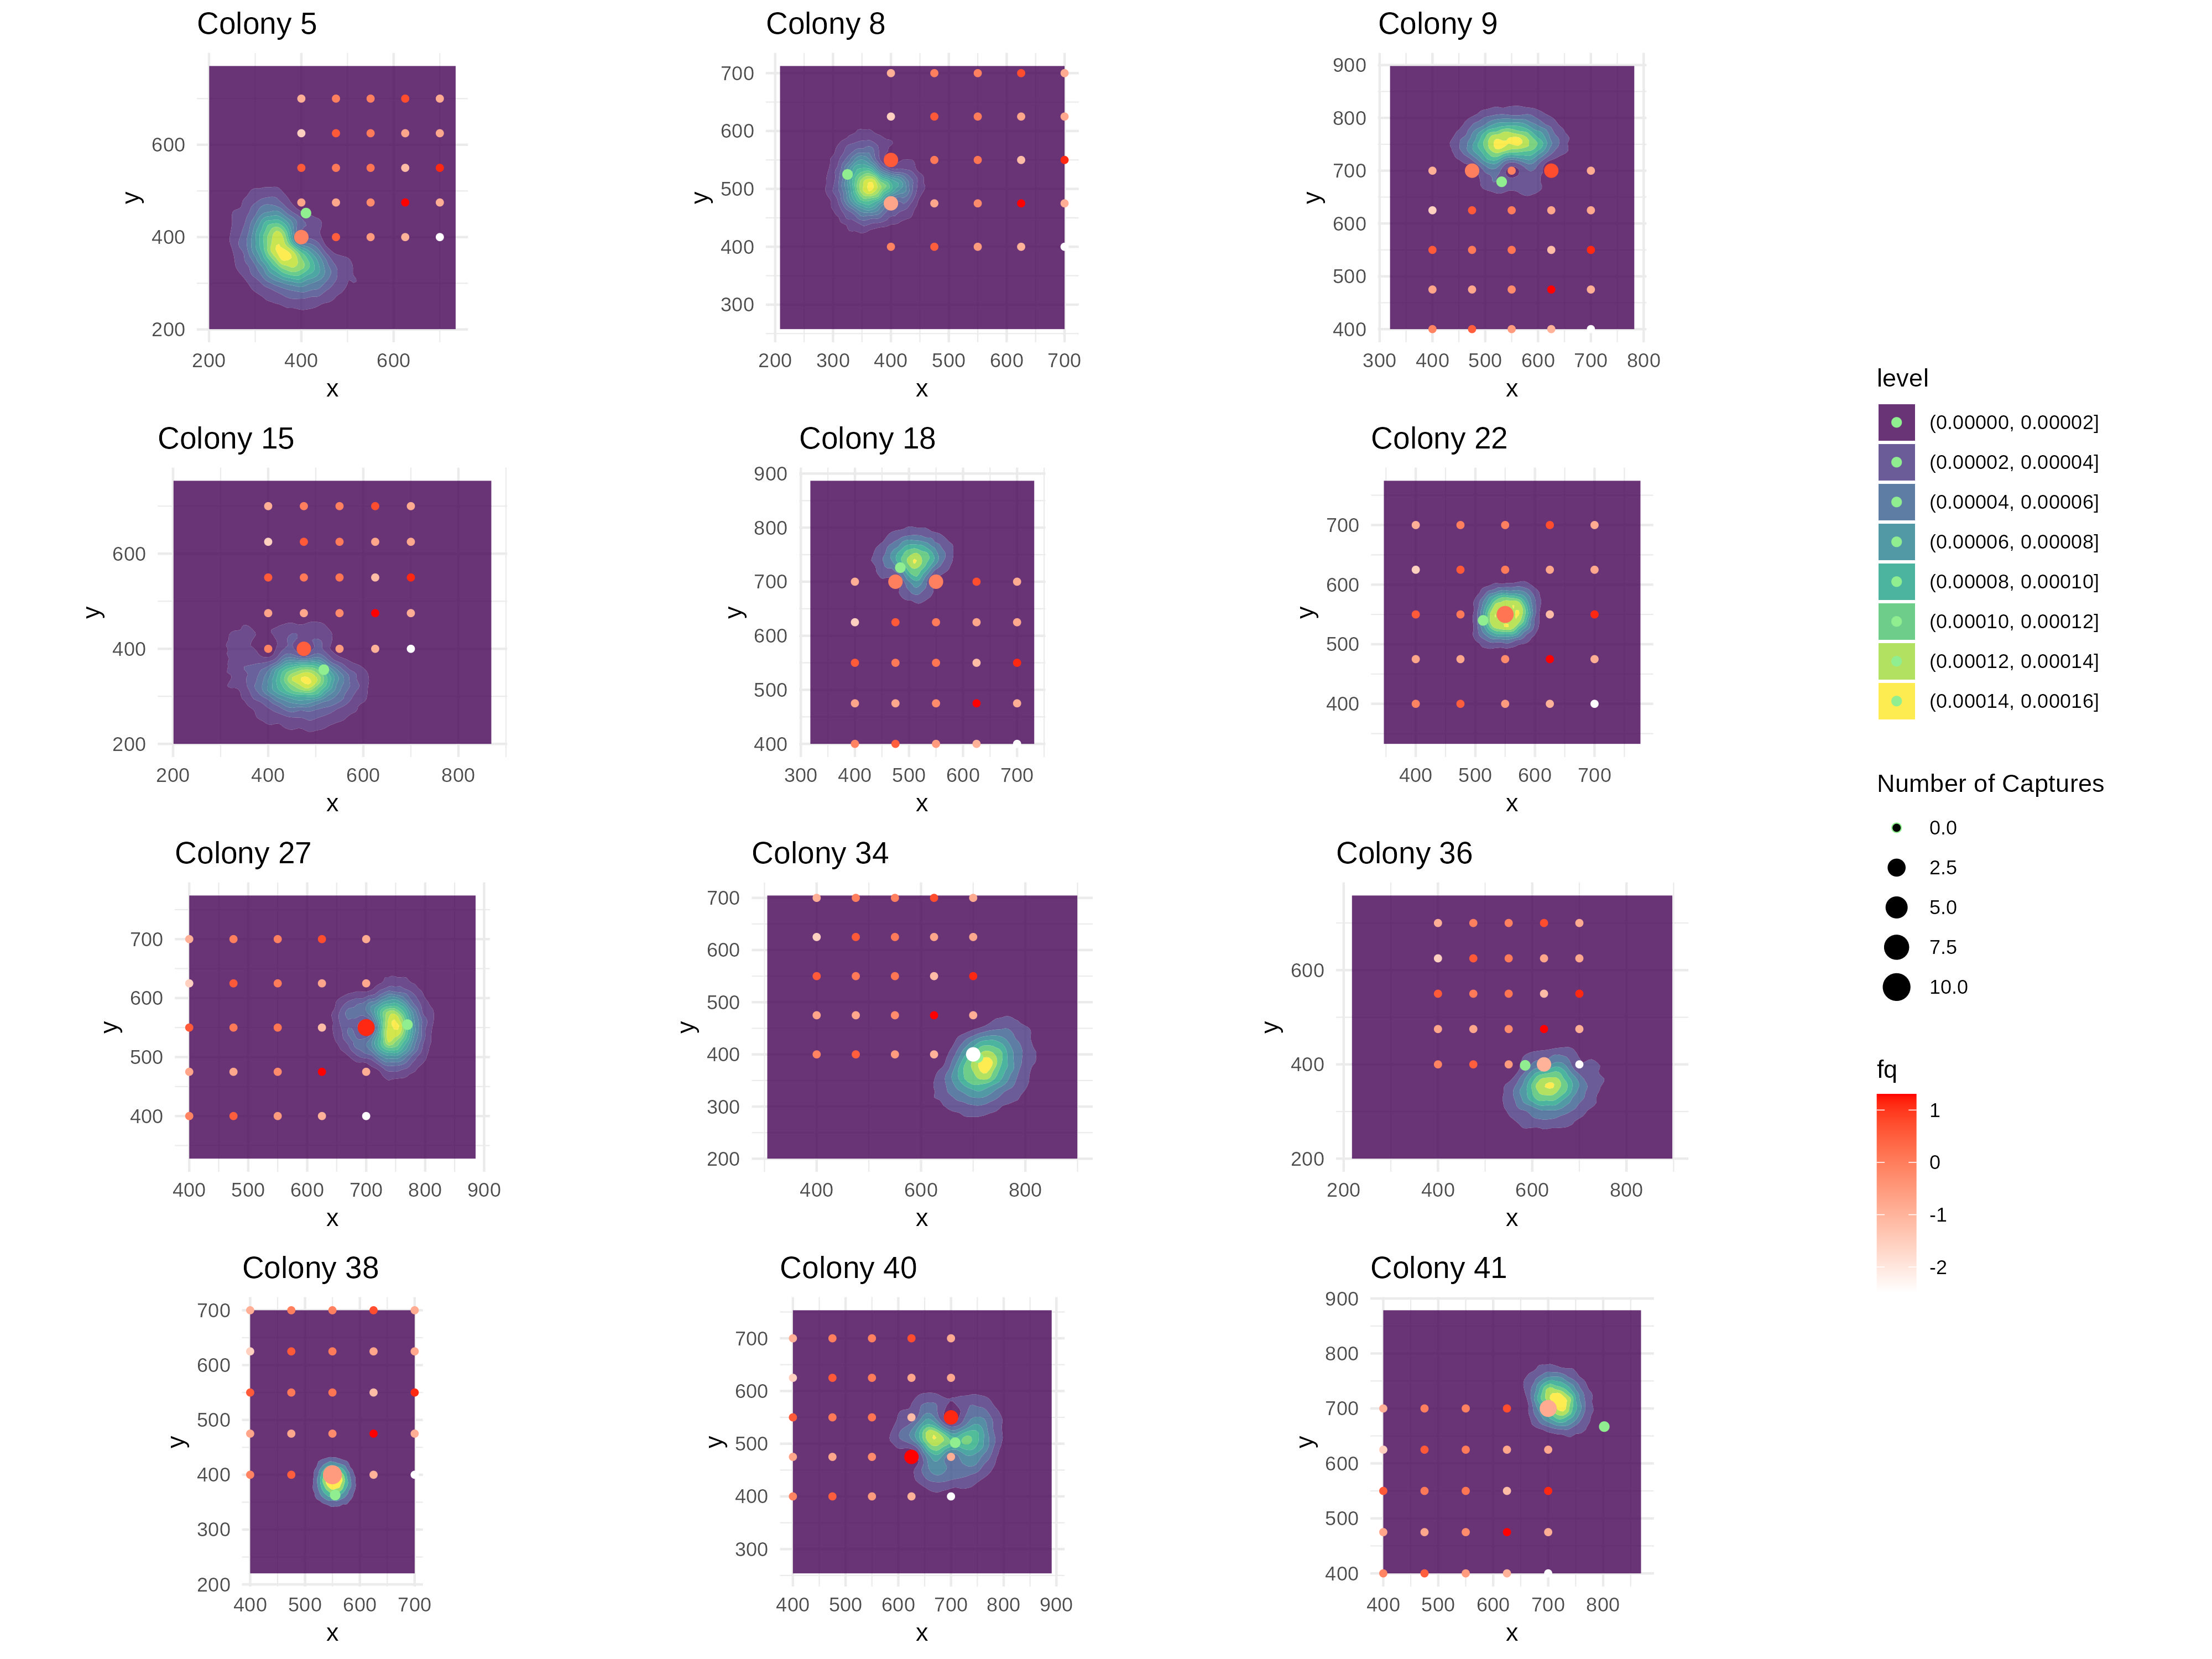 Colony 5
600
400
200
200 400 600
x
y
Colony 8
700
600
500
400
300
200 300 400 500 600 700
x
y
Colony 9
900
800
700
600
500
400
300 400 500 600 700 800
x
y
Colony 15
600
400
200
200 400 600 800
x
y
Colony 18
900
800
700
600
500
400
300 400 500 600 700
x
y
Colony 22
700
600
500
400
400 500 600 700
x
y
Colony 27
700
600
500
400
400 500 600 700 800 900
x
y
Colony 34
700
600
500
400
300
200
400 600 800
x
y
Colony 36
600
400
200
200 400 600 800
x
y
Colony 38
700
600
500
400
300
200
400 500 600 700
x
y
Colony 40
700
600
500
400
300
400 500 600 700 800 900
x
y
Colony 41
900
800
700
600
500
400
400 500 600 700 800
x
y
level
(0.00000, 0.00002]
(0.00002, 0.00004]
(0.00004, 0.00006]
(0.00006, 0.00008]
(0.00008, 0.00010]
(0.00010, 0.00012]
(0.00012, 0.00014]
(0.00014, 0.00016]
Number of Captures
0.0
2.5
5.0
7.5
10.0
fq
1
0
-1
-2